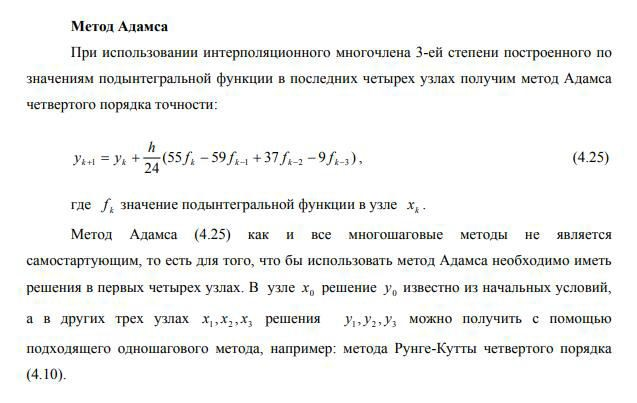 Метод Адамса
При использовании интерполяционного многочлена 3-ей степени построенного по
значениям подынтегральной функции в последних четырех узлах получим метод Адамса
четвертого порядка точности:
y_{k+1} = y_k + \frac{h}{24}(55f_k − 59f_{k−1} + 37f_{k−2} − 9f_{k−3}), (4.25)
где f_k значение подынтегральной функции в узле x_k .
Метод Адамса (4.25) как и все многошаговые методы не является
самостартующим, то есть для того, что бы использовать метод Адамса необходимо иметь
решения в первых четырех узлах. В узле x_0 решение y_0 известно из начальных условий,
а в других трех узлах x_1, x_2, x_3 решения y_1, y_2, y_3 можно получить с помощью
подходящего одношагового метода, например: метода Рунге-Кутты четвертого порядка
(4.10).